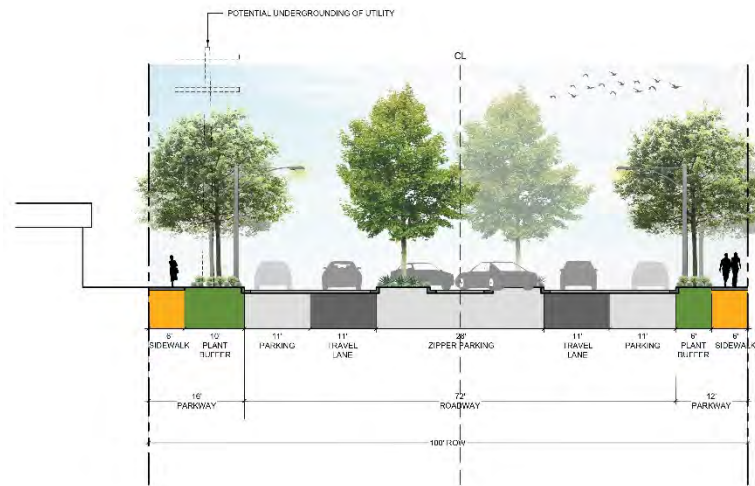 POTENTIAL UNDERGROUNDING OF UTILITY
CL
6' 10' 11' 11' 28' 11' 11' 6' 6'
SIDEWALK PLANT PARKING TRAVEL ZIPPER PARKING TRAVEL PARKING PLANT SIDEWALK
BUFFER LANE LANE BUFFER
16' 72' 12'
PARKWAY ROADWAY PARKWAY
100' ROW